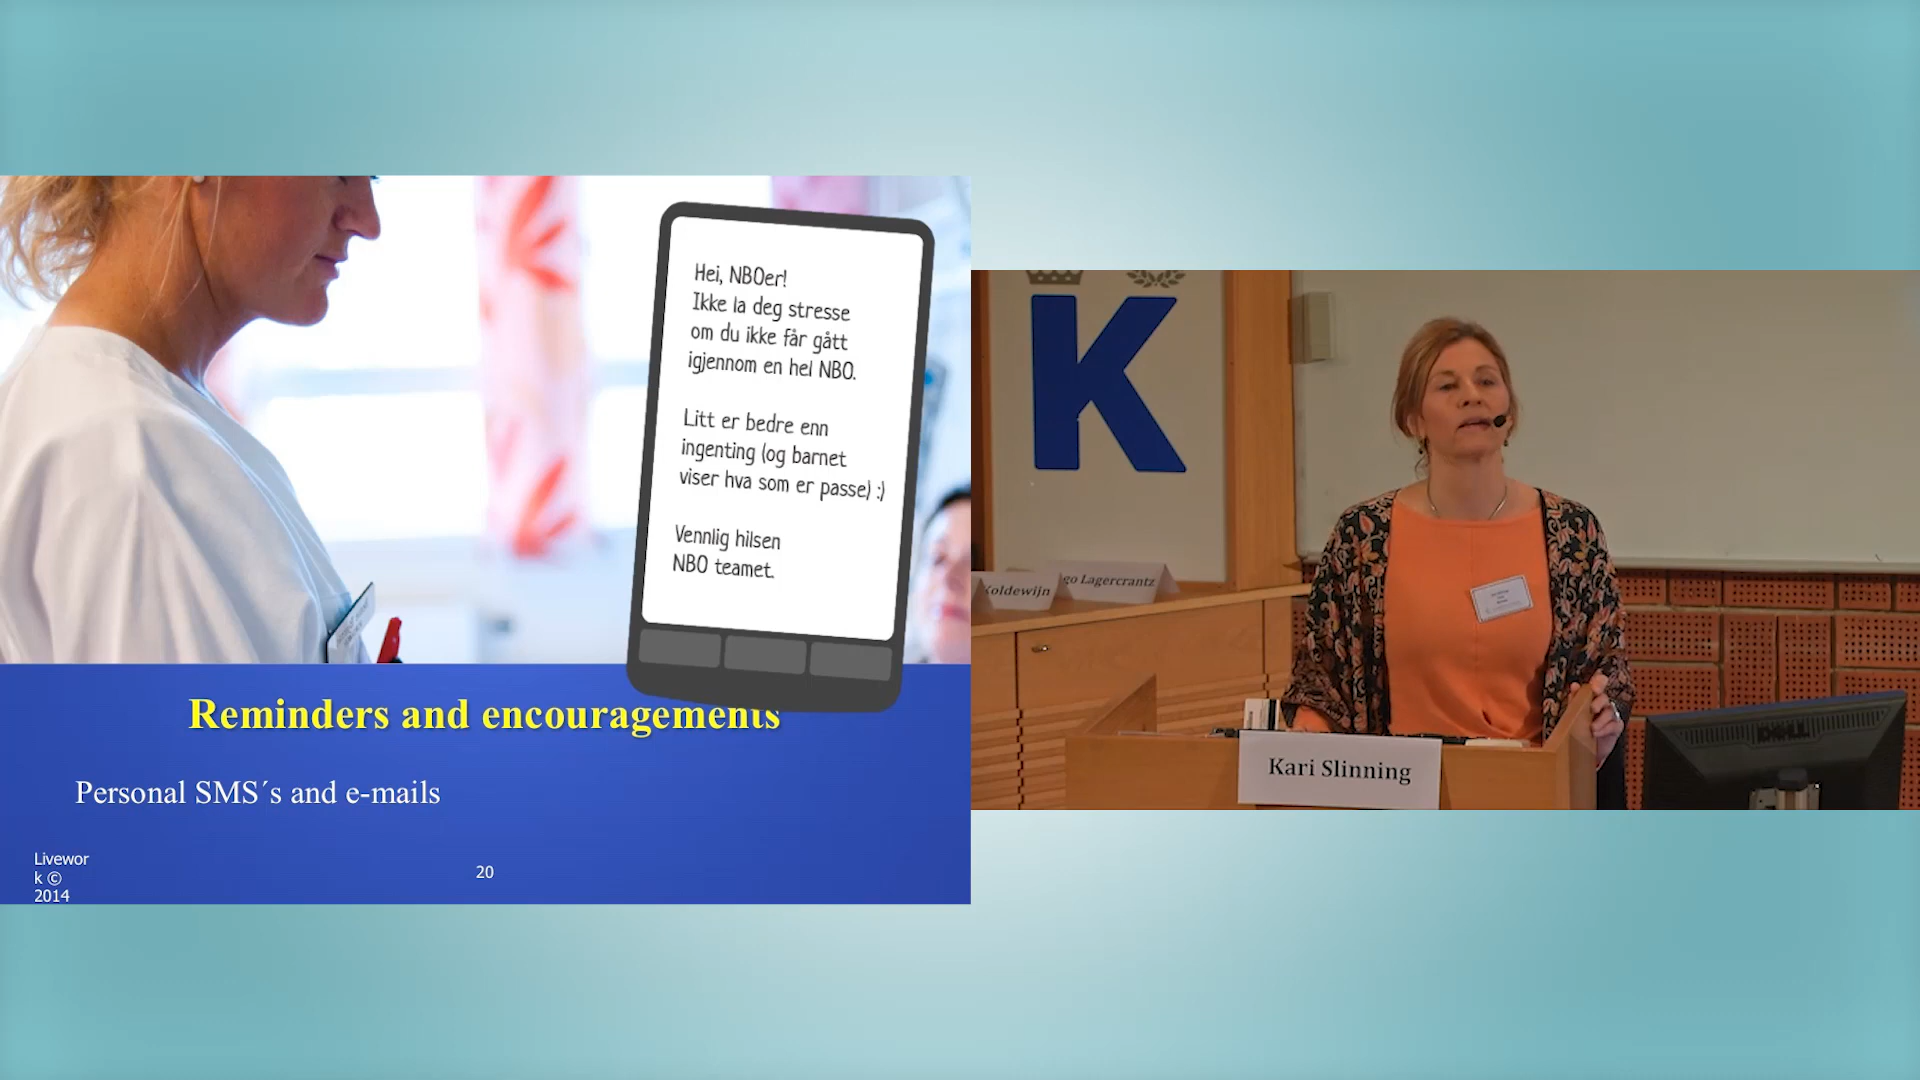 Hei, NBOer!
Ikke la deg stresse
om du ikke får gått
igjennom en hel NBO.
Litt er bedre enn
ingenting (og barnet
viser hva som er passe) :)
Vennlig hilsen
NBO teamet.
Reminders and encouragements
Personal SMS´s and e-mails
Livewor
k ©
2014
20
K
Koldewijn
go Lagercrantz
Kari Slinning
DELL